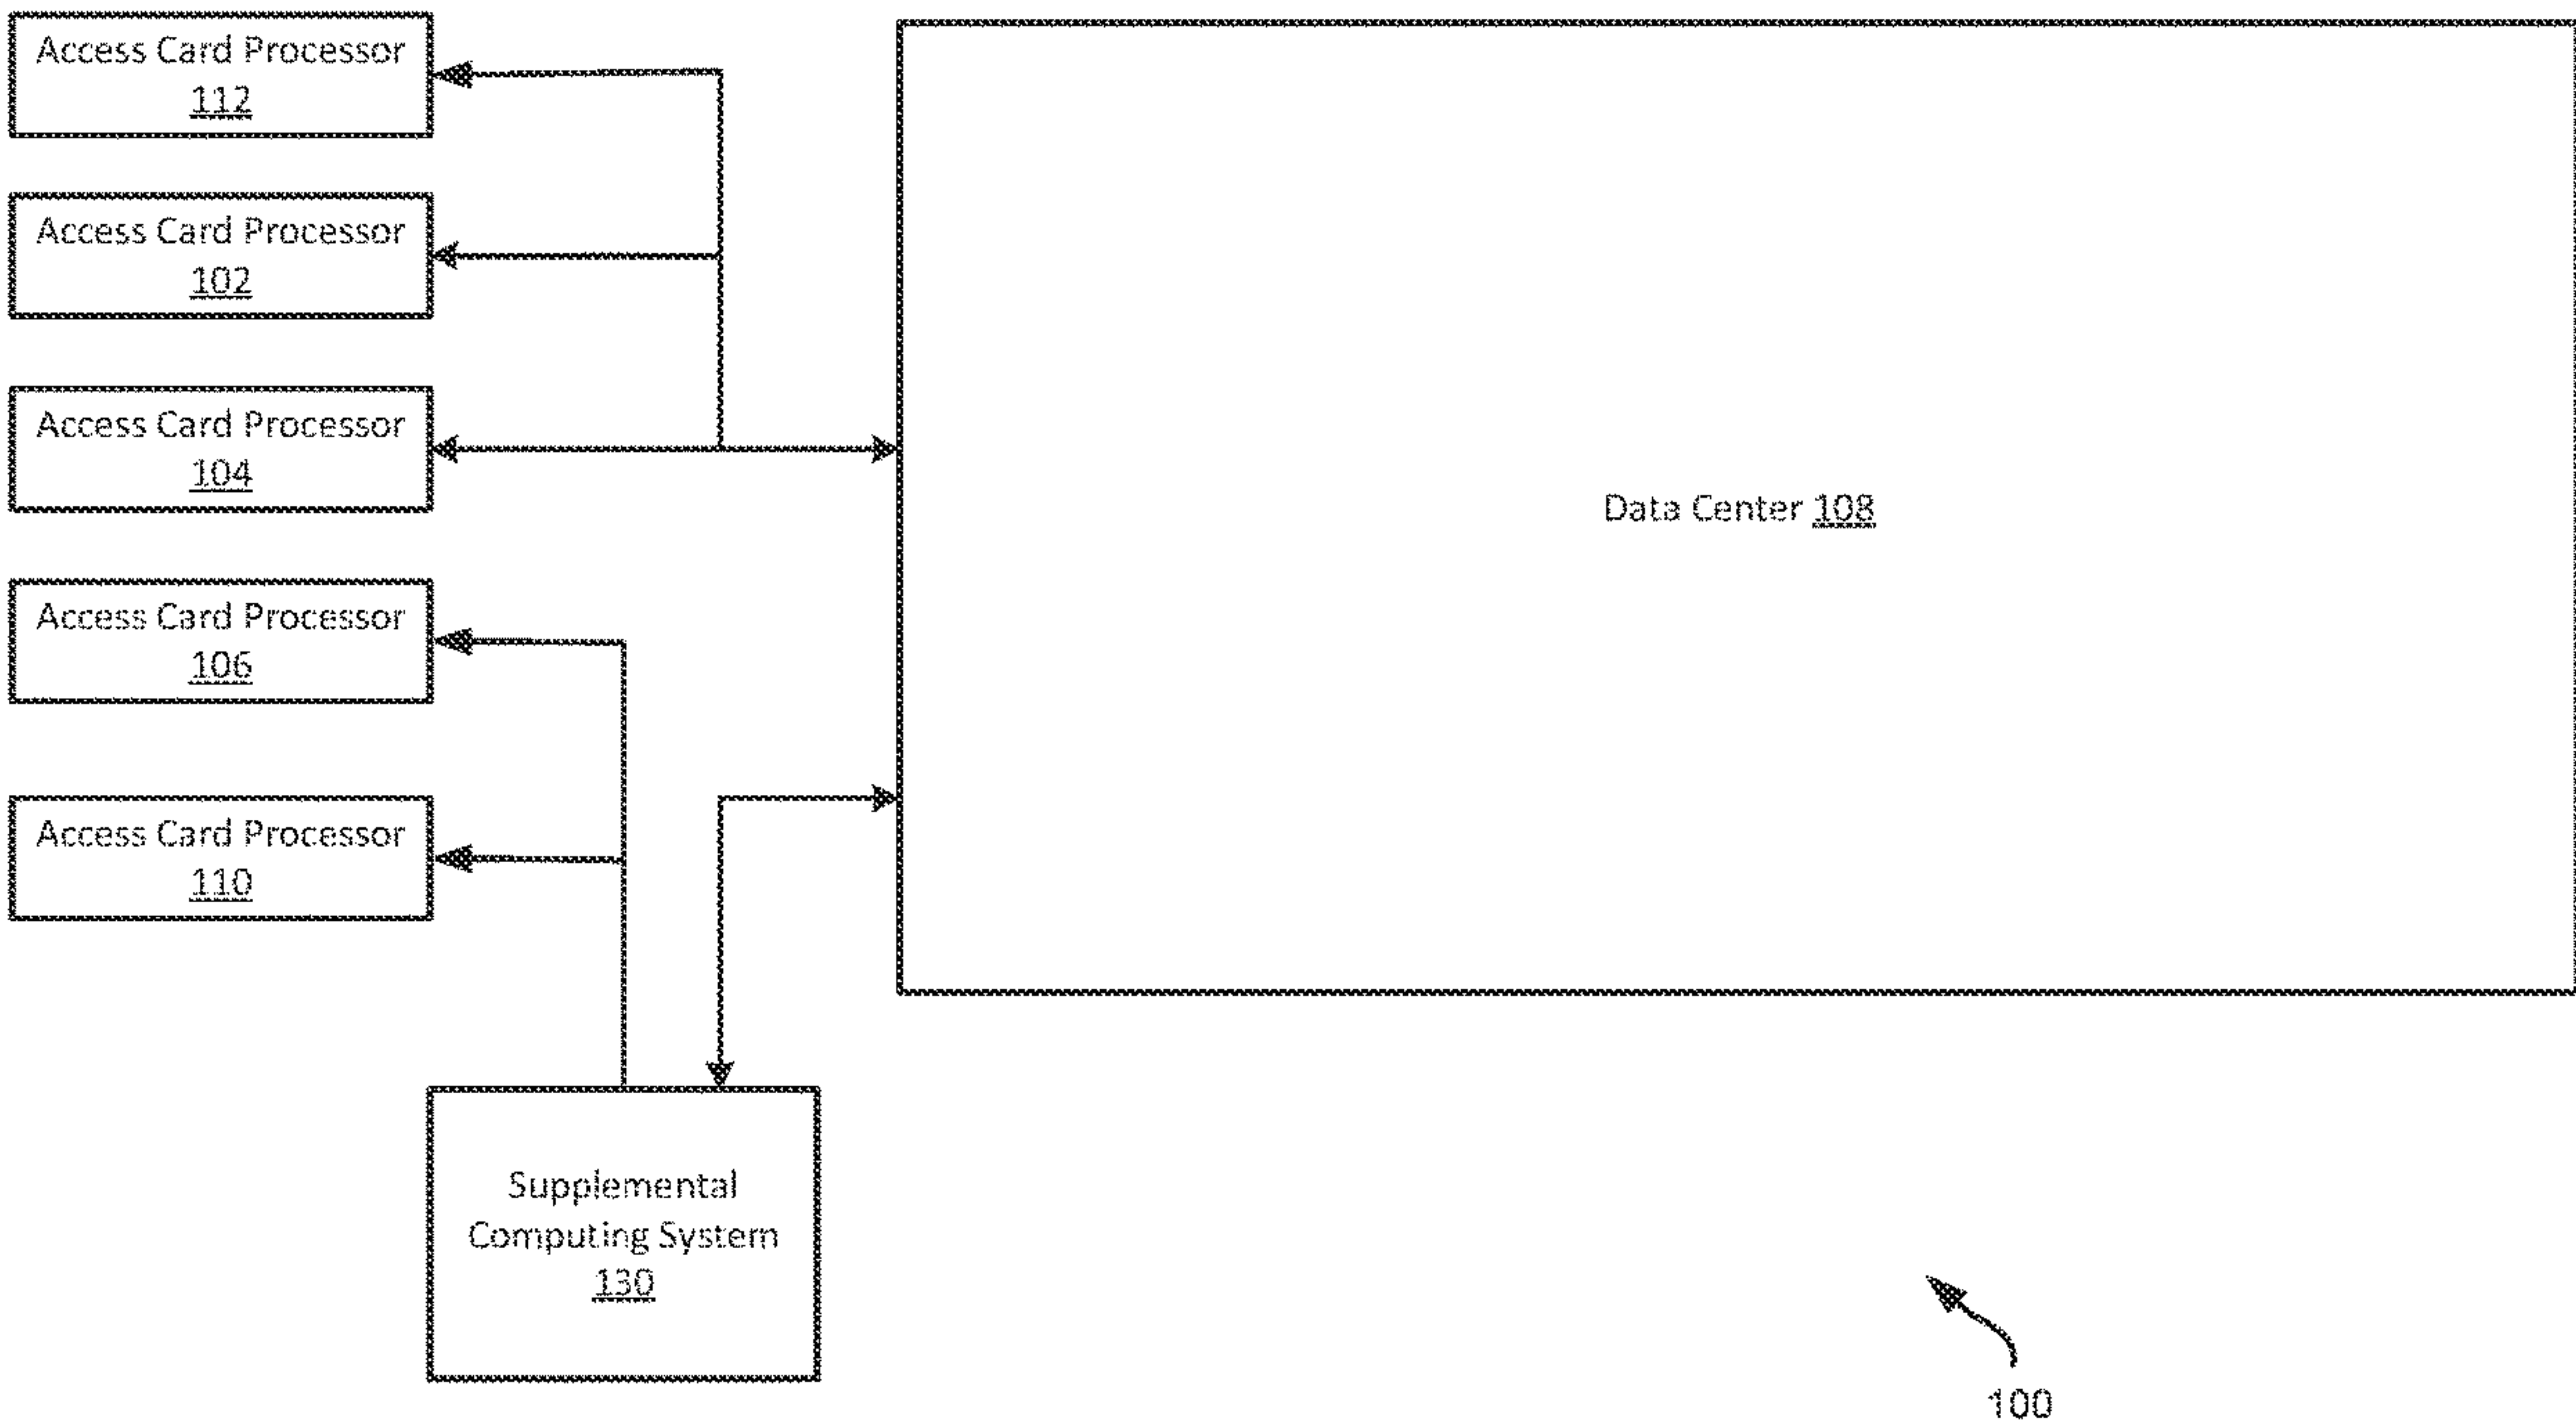 Access Card Processor
112
Access Card Processor
102
Access Card Processor
104
Access Card Processor
106
Access Card Processor
110
Data Center 108
Supplemental
Computing System
130
100